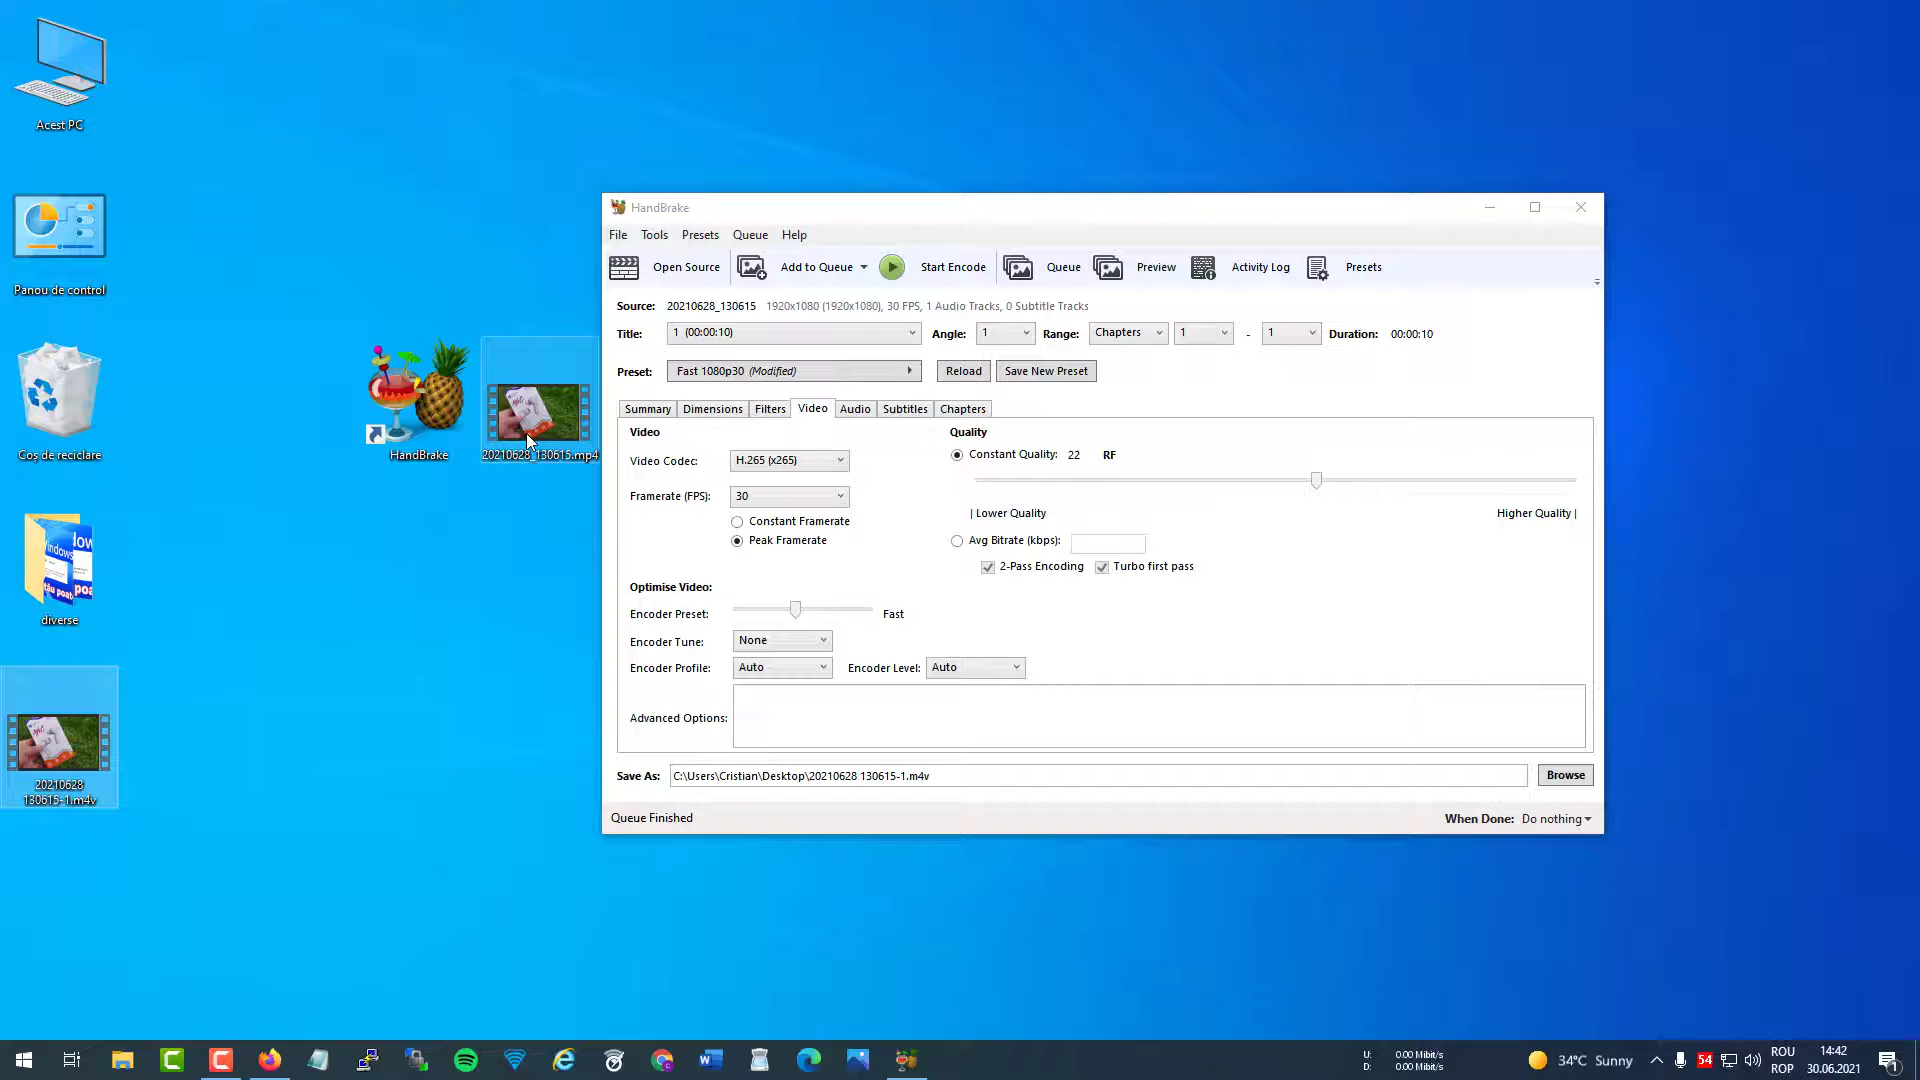 Acest PC
Panou de control
Coș de reciclare
diverse
20210628
130615-1.m4v
HandBrake
20210628_130615.mp4
HandBrake
File Tools Presets Queue Help
Open Source Add to Queue Start Encode Queue Preview Activity Log Presets
Source: 20210628_130615 1920x1080 (1920x1080), 30 FPS, 1 Audio Tracks, 0 Subtitle Tracks
Title: 1 (00:00:10) Angle: 1 Range: Chapters 1 - 1 Duration: 00:00:10
Preset: Fast 1080p30 (Modified) Reload Save New Preset
Summary Dimensions Filters Video Audio Subtitles Chapters
Video
Quality
Video Codec: H.265 (x265)
Constant Quality: 22 RF
Framerate (FPS): 30
| Lower Quality Higher Quality |
Constant Framerate
Peak Framerate
Avg Bitrate (kbps):
2-Pass Encoding Turbo first pass
Optimise Video:
Encoder Preset: Fast
Encoder Tune: None
Encoder Profile: Auto Encoder Level: Auto
Advanced Options:
Save As: C:\Users\Cristian\Desktop\20210628 130615-1.m4v Browse
Queue Finished When Done: Do nothing
U: 0.00 Mibit/s
D: 0.00 Mibit/s
34°C Sunny
54
ROU
ROP
14:42
30.06.2021
1